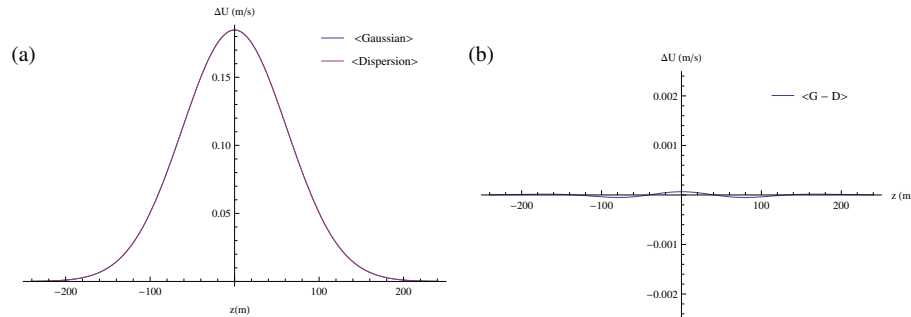 (a)
ΔU (m/s)
<Gaussian>
<Dispersion>
0.15
0.10
0.05
−200
−100
100
200
z(m)
(b)
ΔU (m/s)
<G − D>
0.002
0.001
−0.001
−0.002
−200
−100
100
200
z (m